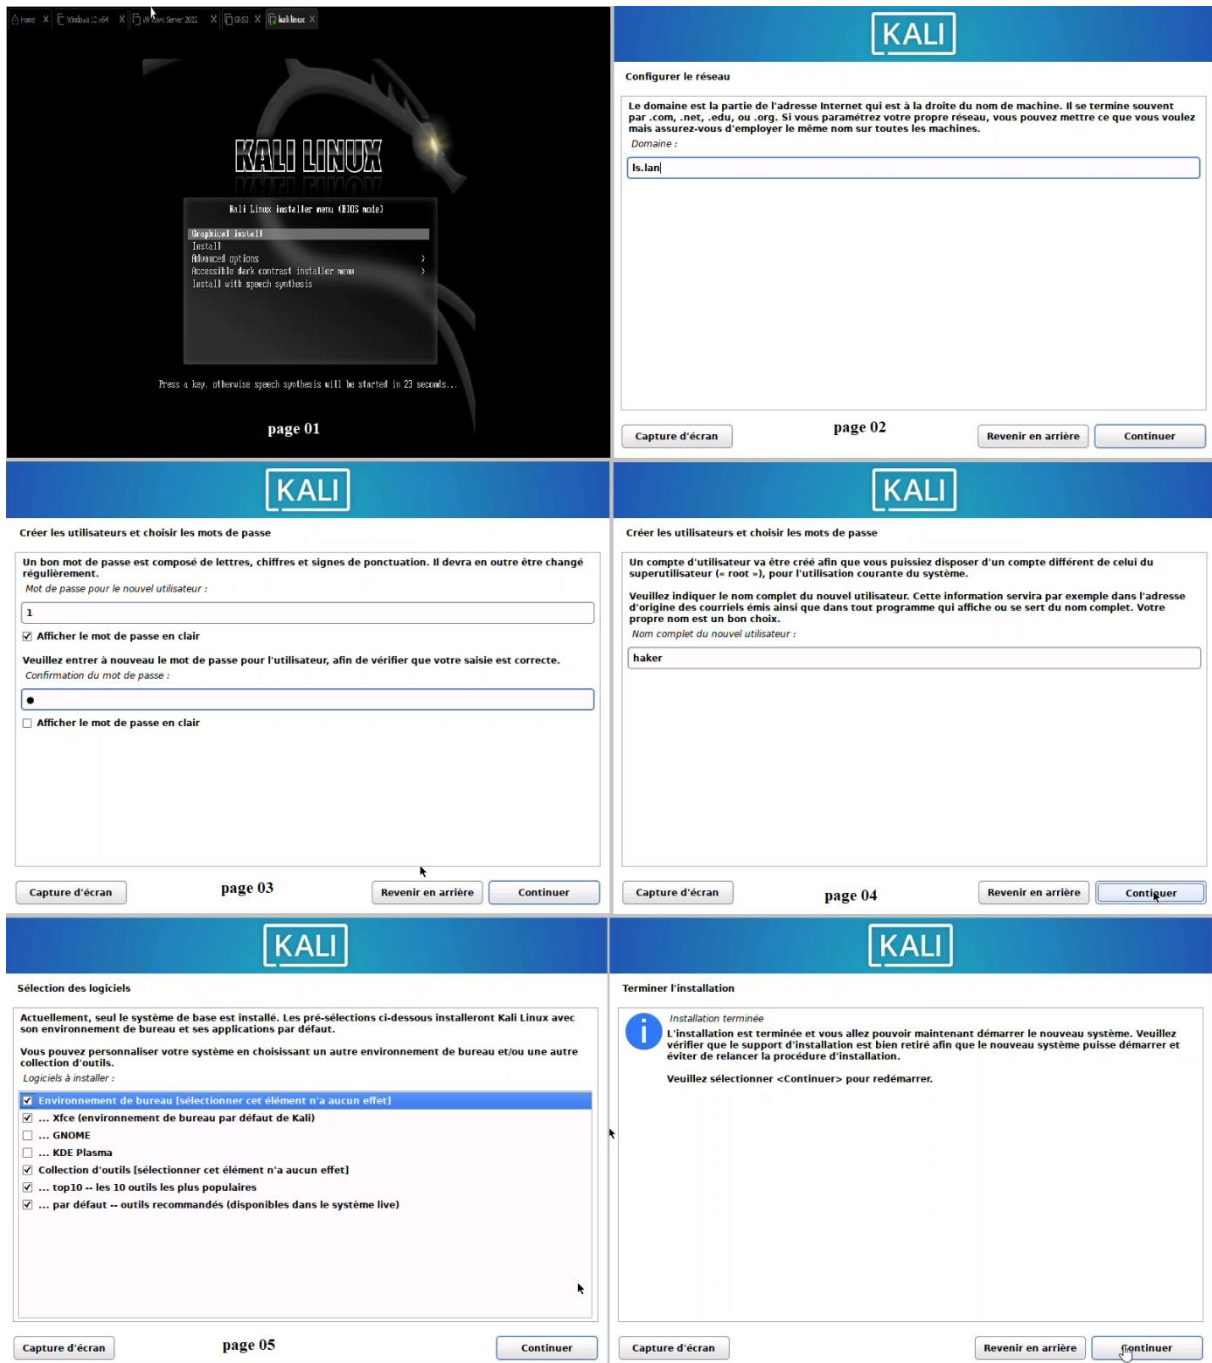 Home X
Windows 10 x64 X
Windows Server 2022 X
GNS3 X
kali linux X
KALI LINUX
Kali Linux installer menu (BIOS mode)
Graphical install
Install
Advanced options >
Accessible dark contrast installer menu >
Install with speech synthesis
Press a key, otherwise speech synthesis will be started in 23 seconds...
page 01
KALI
Configurer le réseau
Le domaine est la partie de l'adresse Internet qui est à la droite du nom de machine. Il se termine souvent
par .com, .net, .edu, ou .org. Si vous paramétrez votre propre réseau, vous pouvez mettre ce que vous voulez
mais assurez-vous d'employer le même nom sur toutes les machines.
Domaine :
ls.lan
Capture d'écran
page 02
Revenir en arrière
Continuer
KALI
Créer les utilisateurs et choisir les mots de passe
Un bon mot de passe est composé de lettres, chiffres et signes de ponctuation. Il devra en outre être changé
régulièrement.
Mot de passe pour le nouvel utilisateur :
1
Afficher le mot de passe en clair
Veuillez entrer à nouveau le mot de passe pour l'utilisateur, afin de vérifier que votre saisie est correcte.
Confirmation du mot de passe :
●
Afficher le mot de passe en clair
Capture d'écran
page 03
Revenir en arrière
Continuer
KALI
Créer les utilisateurs et choisir les mots de passe
Un compte d'utilisateur va être créé afin que vous puissiez disposer d'un compte différent de celui du
superutilisateur (« root »), pour l'utilisation courante du système.
Veuillez indiquer le nom complet du nouvel utilisateur. Cette information servira par exemple dans l'adresse
d'origine des courriels émis ainsi que dans tout programme qui affiche ou se sert du nom complet. Votre
propre nom est un bon choix.
Nom complet du nouvel utilisateur :
haker
Capture d'écran
page 04
Revenir en arrière
Continuer
KALI
Sélection des logiciels
Actuellement, seul le système de base est installé. Les pré-sélections ci-dessous installeront Kali Linux avec
son environnement de bureau et ses applications par défaut.
Vous pouvez personnaliser votre système en choisissant un autre environnement de bureau et/ou une autre
collection d'outils.
Logiciels à installer :
Environnement de bureau [sélectionner cet élément n'a aucun effet]
... Xfce (environnement de bureau par défaut de Kali)
... GNOME
... KDE Plasma
Collection d'outils [sélectionner cet élément n'a aucun effet]
... top10 -- les 10 outils les plus populaires
... par défaut -- outils recommandés (disponibles dans le système live)
Capture d'écran
page 05
Continuer
KALI
Terminer l'installation
Installation terminée
L'installation est terminée et vous allez pouvoir maintenant démarrer le nouveau système. Veuillez
vérifier que le support d'installation est bien retiré afin que le nouveau système puisse démarrer et
éviter de relancer la procédure d'installation.
Veuillez sélectionner <Continuer> pour redémarrer.
Capture d'écran
Revenir en arrière
Continuer